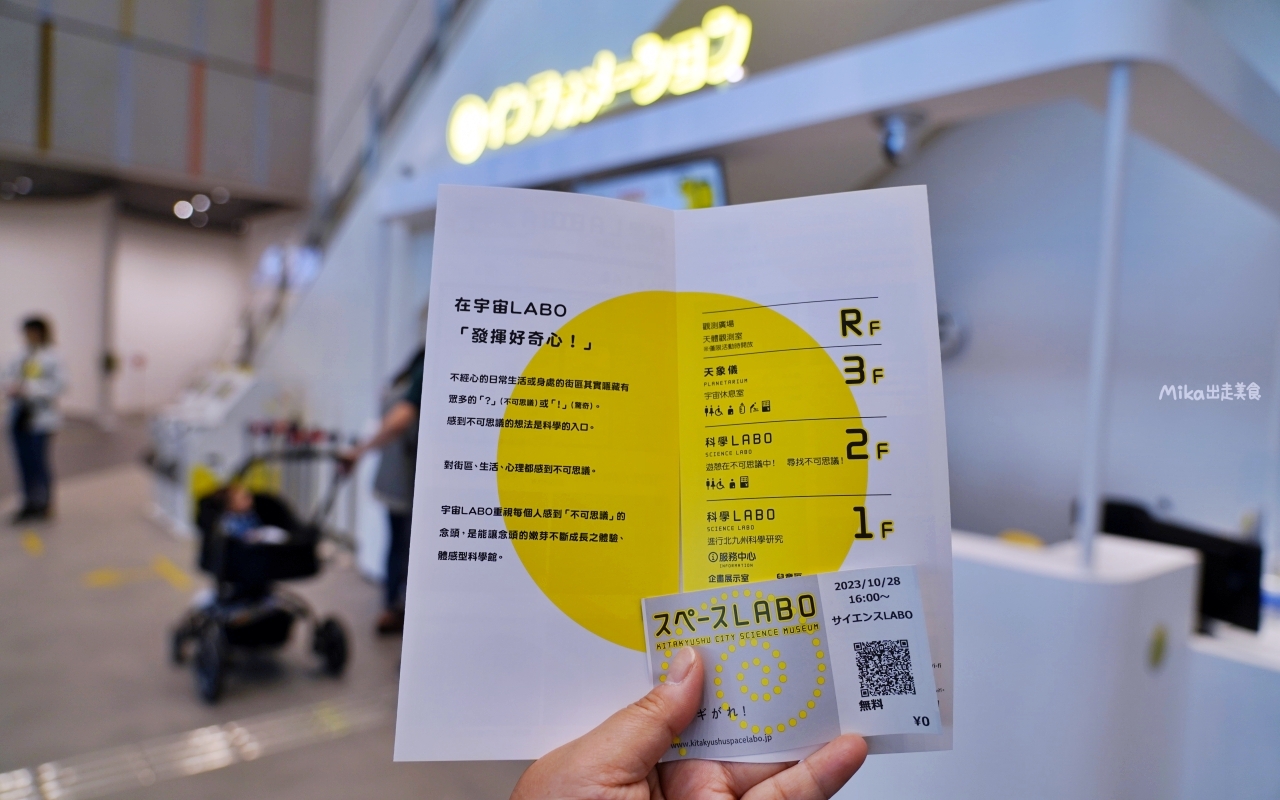 インフォメーション
在宇宙LABO
「發揮好奇心！」
不經心的日常生活或身處的街區其實隱藏有
眾多的「?」(不可思議)或「!」(驚奇)。
感到不可思議的想法是科學的入口。
對街區、生活、心理都感到不可思議。
宇宙LABO重視每個人感到「不可思議」的
念頭，是能讓念頭的嫩芽不斷成長之體驗、
體感型科學館。
觀測廣場
天體觀測室
※僅限活動時開放
RF
天象儀
PLANETARIUM
宇宙休息室
3F
科學LABO
SCIENCE LABO
遊憩在不可思議中！ 尋找不可思議！
2F
科學LABO
SCIENCE LABO
進行北九州科學研究
1F
服務中心
INFORMATION
企畫展示室
スペースLABO
KITAKYUSHU CITY SCIENCE MUSEUM
ギがれ！
www.kitakyushuspacelabo.jp
2023/10/28
16:00～
サイエンスLABO
無料
¥0
Mika出走美食